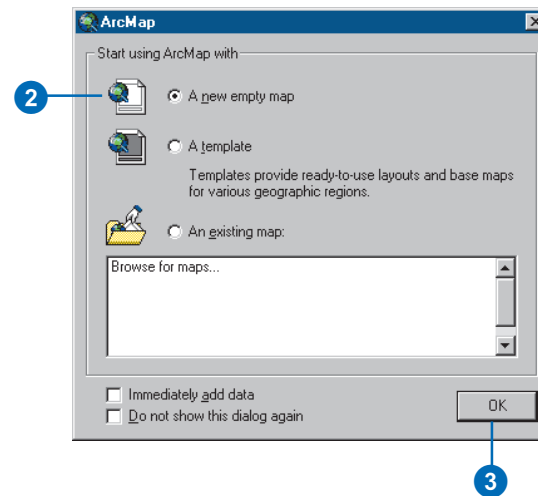 ArcMap
Start using ArcMap with
2
A new empty map
A template
Templates provide ready-to-use layouts and base maps
for various geographic regions.
An existing map:
Browse for maps...
Immediately add data
Do not show this dialog again
OK
3